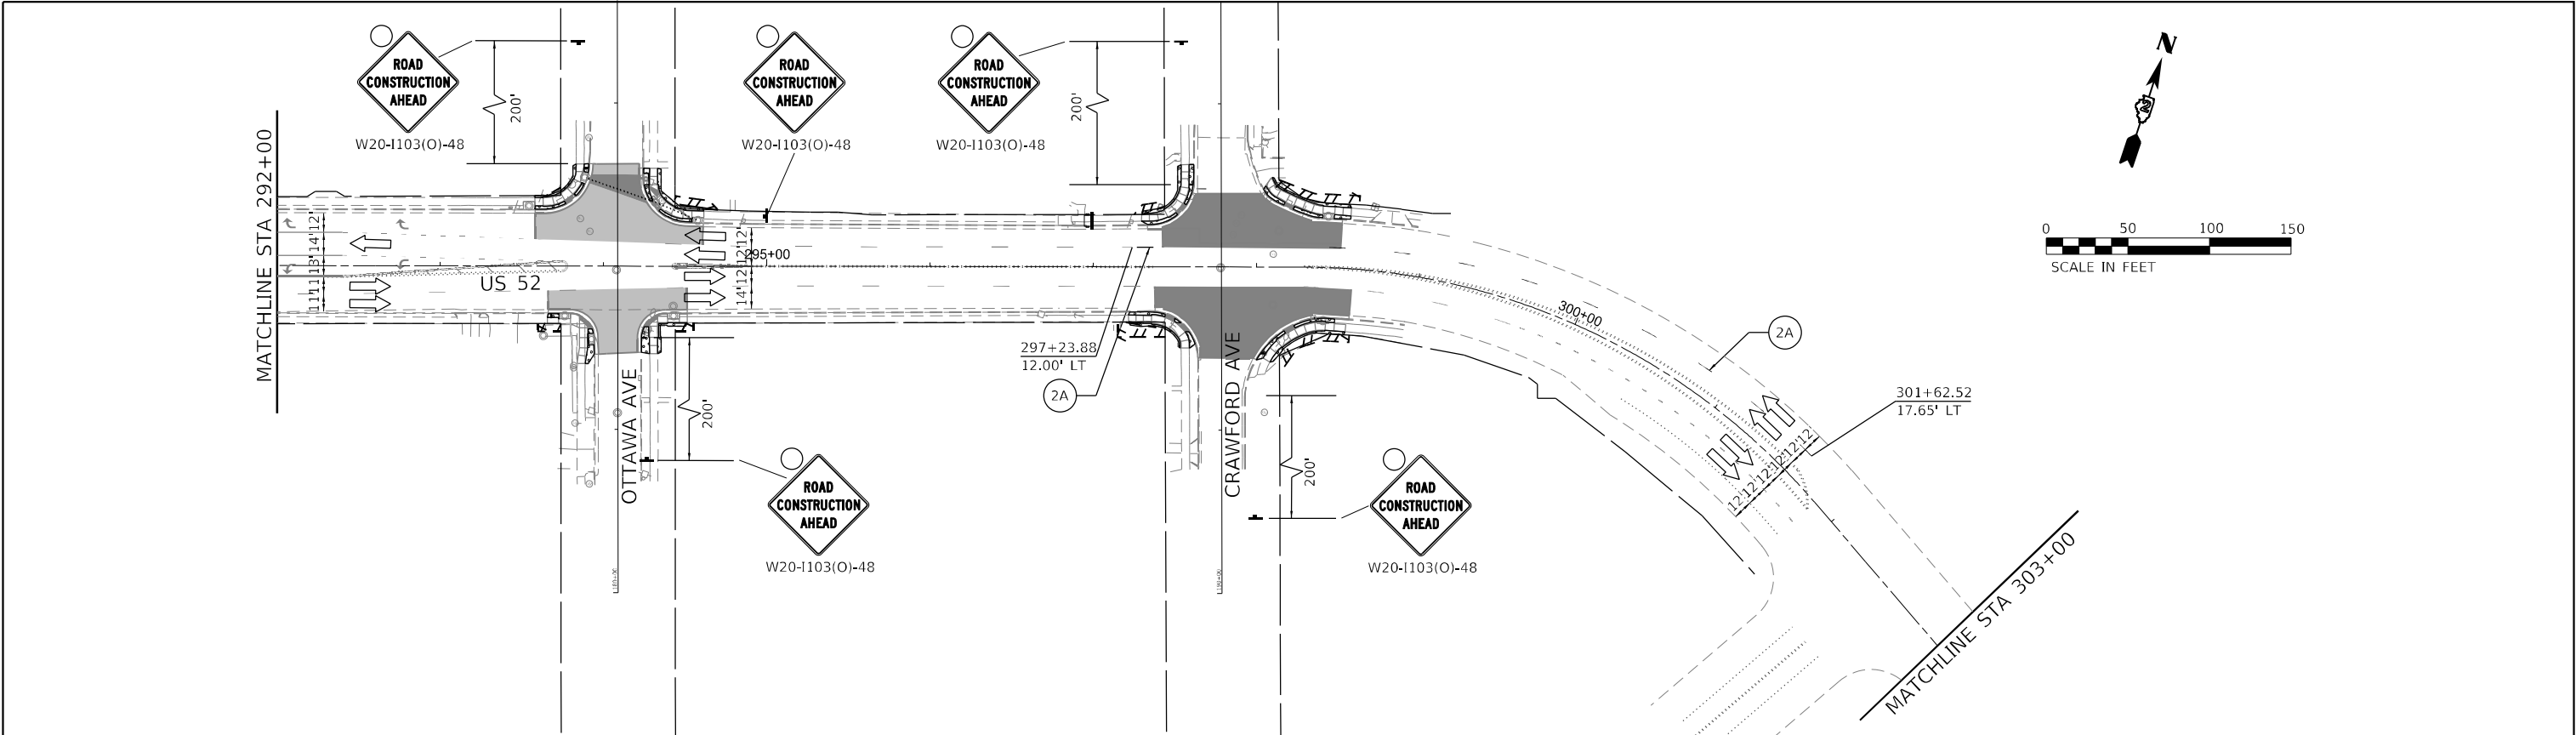 ROAD
CONSTRUCTION
AHEAD
W20-I103(O)-48
200'
ROAD
CONSTRUCTION
AHEAD
W20-I103(O)-48
ROAD
CONSTRUCTION
AHEAD
W20-I103(O)-48
200'
N
2
0 50 100 150
SCALE IN FEET
MATCHLINE STA 292+00
12'
14'
13'
11'
11'
US 52
12'
12'
12'
14'
295+00
297+23.88
12.00' LT
2A
300+00
2A
301+62.52
17.65' LT
12'
12'
12'
12'
12'
12'
OTTAWA AVE
200'
ROAD
CONSTRUCTION
AHEAD
W20-I103(O)-48
CRAWFORD AVE
200'
ROAD
CONSTRUCTION
AHEAD
W20-I103(O)-48
MATCHLINE STA 303+00